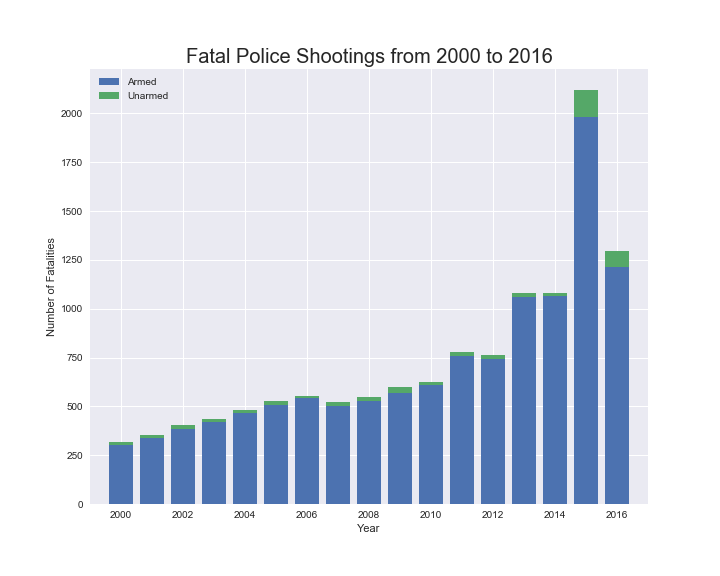 Fatal Police Shootings from 2000 to 2016
Armed
Unarmed
2000
1750
1500
1250
1000
750
500
250
0
Number of Fatalities
2000 2002 2004 2006 2008 2010 2012 2014 2016
Year